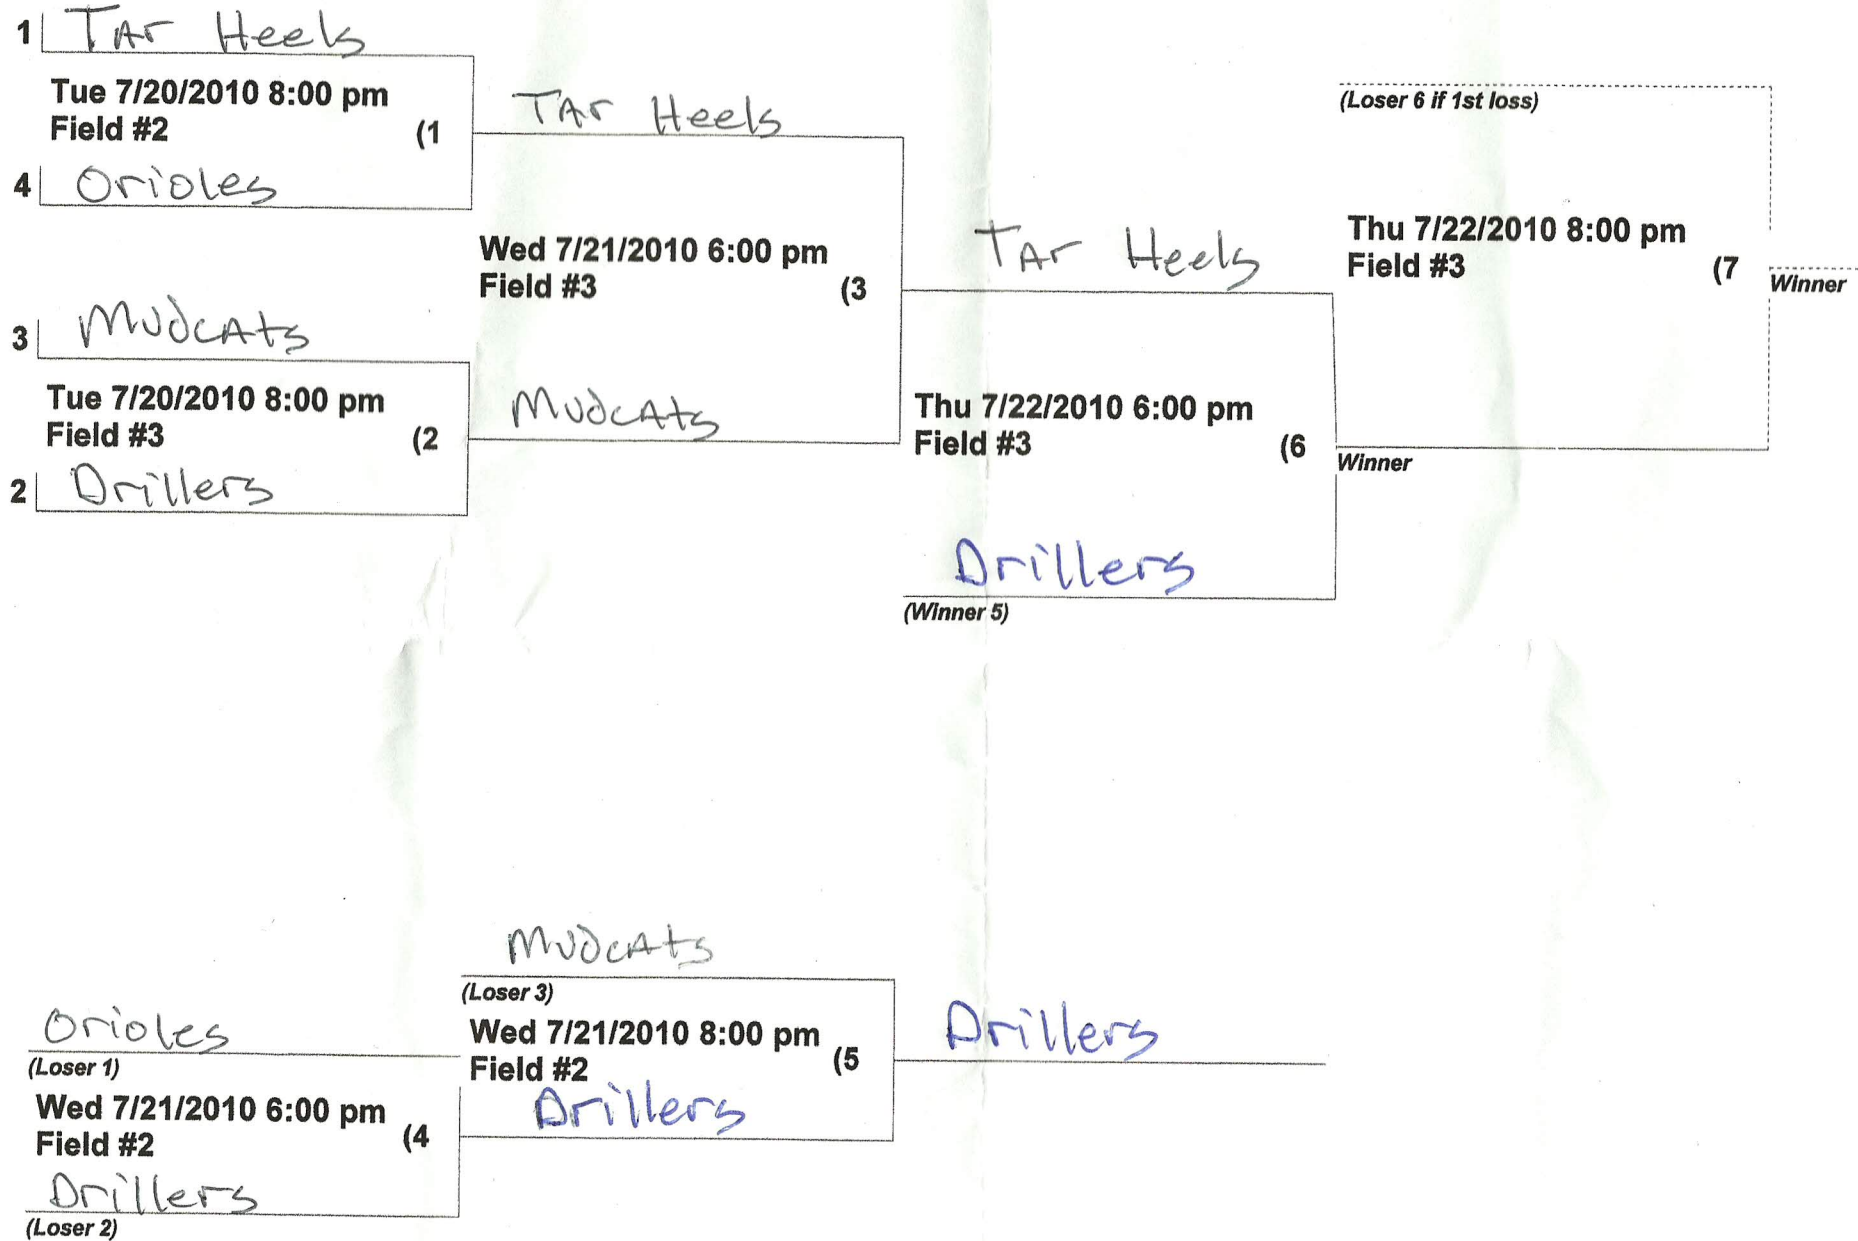 1 Tar Heels
Tue 7/20/2010 8:00 pm
Field #2 (1
4 Orioles
3 Mudcats
Tue 7/20/2010 8:00 pm
Field #3 (2
2 Drillers
Tar Heels
Wed 7/21/2010 6:00 pm
Field #3 (3
Mudcats
Tar Heels
Thu 7/22/2010 6:00 pm
Field #3 (6
Drillers
(Winner 5)
(Loser 6 if 1st loss)
Thu 7/22/2010 8:00 pm
Field #3 (7
Winner
Winner
Orioles
(Loser 1)
Wed 7/21/2010 6:00 pm
Field #2 (4
Drillers
(Loser 2)
Mudcats
(Loser 3)
Wed 7/21/2010 8:00 pm
Field #2 (5
Drillers
Drillers